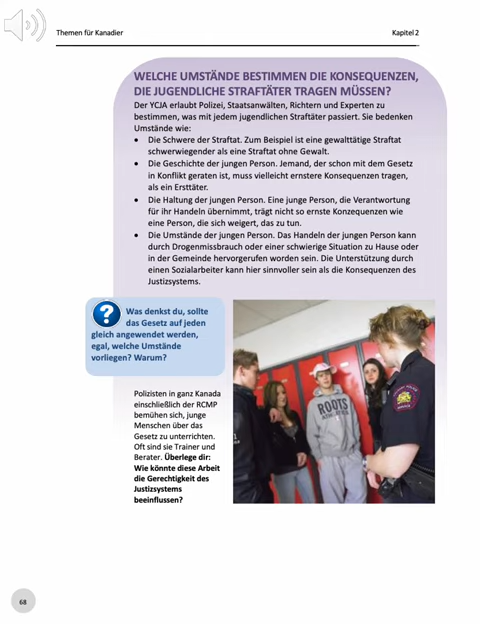 Themen für Kanadier
Kapitel 2
WELCHE UMSTÄNDE BESTIMMEN DIE KONSEQUENZEN,
DIE JUGENDLICHE STRAFTÄTER TRAGEN MÜSSEN?
Der YCJA erlaubt Polizei, Staatsanwälten, Richtern und Experten zu
bestimmen, was mit jedem jugendlichen Straftäter passiert. Sie bedenken
Umstände wie:
• Die Schwere der Straftat. Zum Beispiel ist eine gewalttätige Straftat
schwerwiegender als eine Straftat ohne Gewalt.
• Die Geschichte der jungen Person. Jemand, der schon mit dem Gesetz
in Konflikt geraten ist, muss vielleicht ernstere Konsequenzen tragen,
als ein Ersttäter.
• Die Haltung der jungen Person. Eine junge Person, die Verantwortung
für ihr Handeln übernimmt, trägt nicht so ernste Konzequenzen wie
eine Person, die sich weigert, das zu tun.
• Die Umstände der jungen Person. Das Handeln der jungen Person kann
durch Drogenmissbrauch oder einer schwierige Situation zu Hause oder
in der Gemeinde hervorgerufen worden sein. Die Unterstützung durch
einen Sozialarbeiter kann hier sinnvoller sein als die Konsequenzen des
Justizsystems.
? Was denkst du, sollte
das Gesetz auf jeden
gleich angewendet werden,
egal, welche Umstände
vorliegen? Warum?
Polizisten in ganz Kanada
einschließlich der RCMP
bemühen sich, junge
Menschen über das
Gesetz zu unterrichten.
Oft sind sie Trainer und
Berater. Überlege dir:
Wie könnte diese Arbeit
die Gerechtigkeit des
Justizsystems
beeinflussen?
ROOTS
68